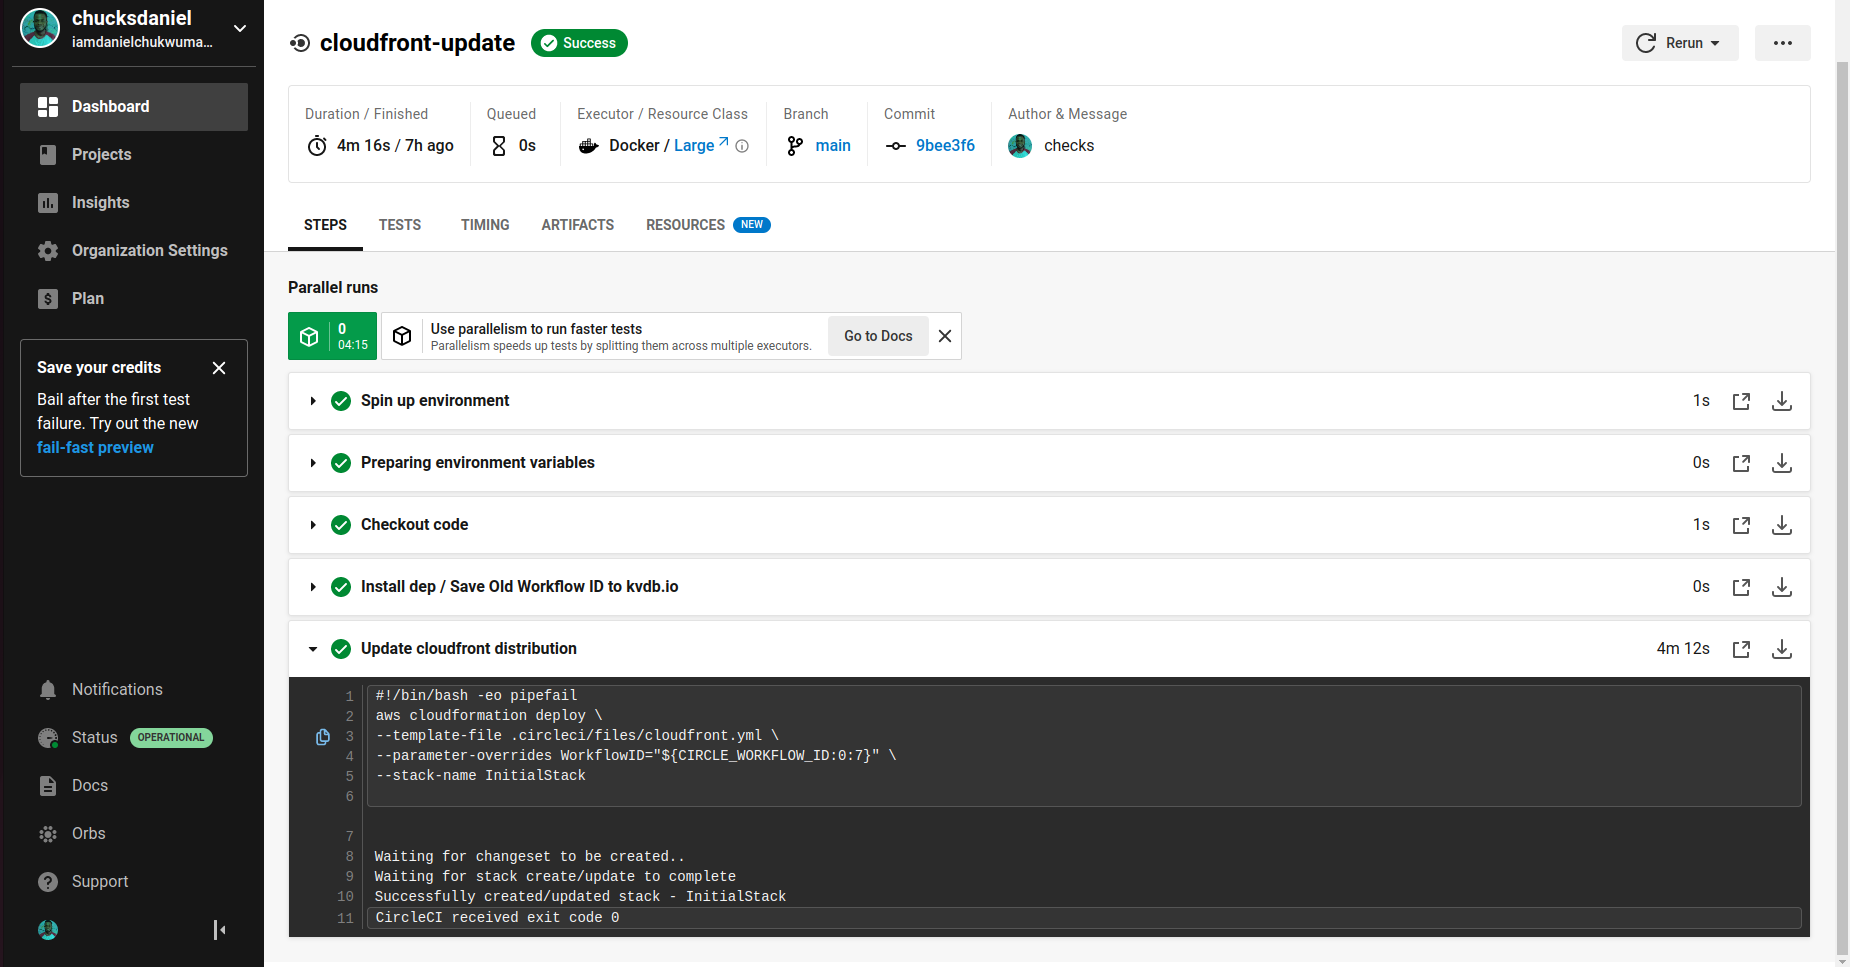 chucksdaniel
iamdanielchukwuma...
Dashboard
Projects
Insights
Organization Settings
Plan
Save your credits
Bail after the first test
failure. Try out the new
fail-fast preview
Notifications
Status OPERATIONAL
Docs
Orbs
Support
cloudfront-update Success
Rerun
Duration / Finished
4m 16s / 7h ago
Queued
0s
Executor / Resource Class
Docker / Large
Branch
main
Commit
9bee3f6
Author & Message
checks
STEPS TESTS TIMING ARTIFACTS RESOURCES NEW
Parallel runs
0
04:15
Use parallelism to run faster tests
Parallelism speeds up tests by splitting them across multiple executors.
Go to Docs
Spin up environment 1s
Preparing environment variables 0s
Checkout code 1s
Install dep / Save Old Workflow ID to kvdb.io 0s
Update cloudfront distribution 4m 12s
1 #!/bin/bash -eo pipefail
2 aws cloudformation deploy \
3 --template-file .circleci/files/cloudfront.yml \
4 --parameter-overrides WorkflowID="${CIRCLE_WORKFLOW_ID:0:7}" \
5 --stack-name InitialStack
6
7
8 Waiting for changeset to be created..
9 Waiting for stack create/update to complete
10 Successfully created/updated stack - InitialStack
11 CircleCI received exit code 0